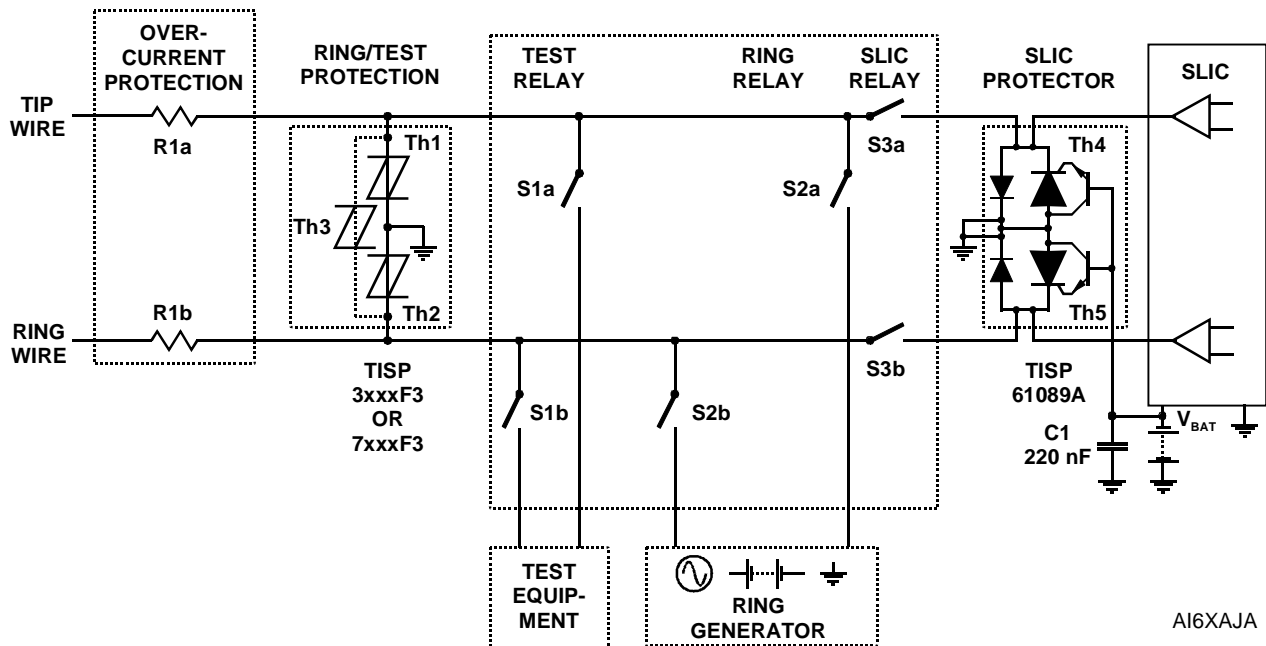 OVER-
CURRENT
PROTECTION
RING/TEST
PROTECTION
TEST
RELAY
RING
RELAY
SLIC
RELAY
SLIC
PROTECTOR
SLIC
TIP
WIRE
R1a
Th1
Th3
Th2
S1a
S2a
S3a
Th4
Th5
RING
WIRE
R1b
TISP
3xxxF3
OR
7xxxF3
S1b
S2b
S3b
TISP
61089A
C1
220 nF
VBAT
TEST
EQUIP-
MENT
RING
GENERATOR
AI6XAJA